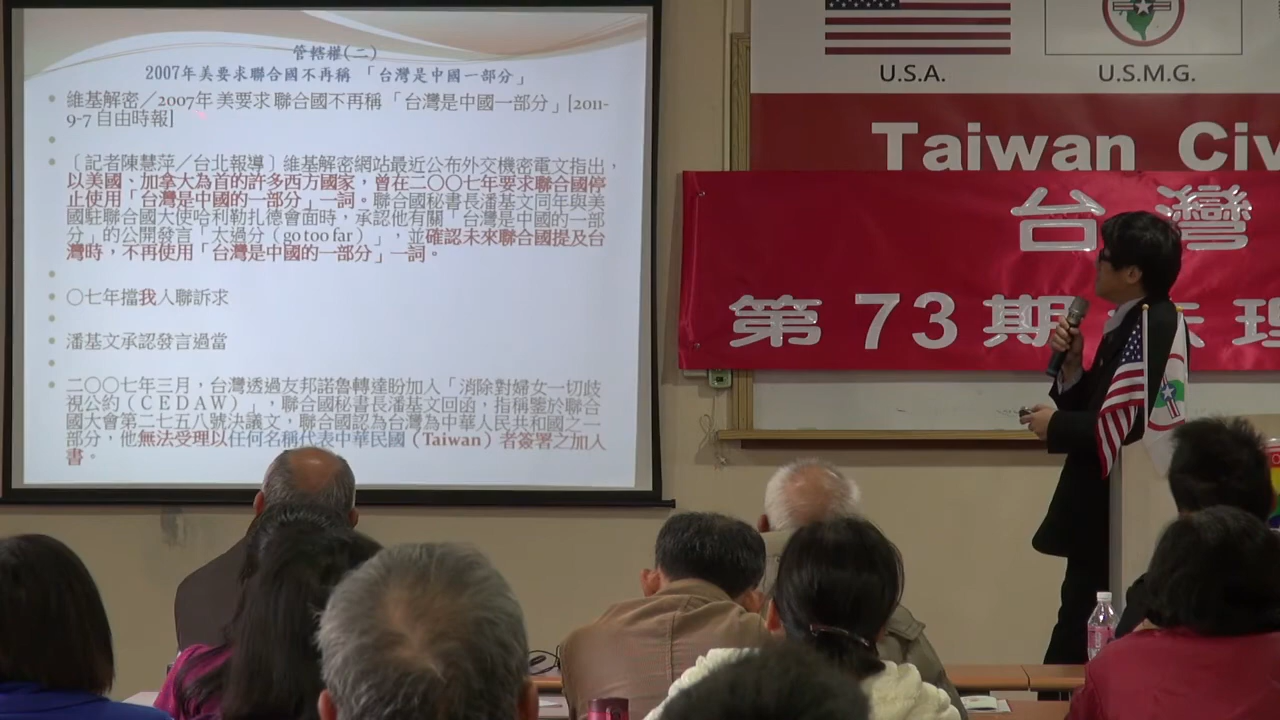 管轄權(二)
2007年美要求聯合國不再稱 「台灣是中國一部分」
維基解密／2007年 美要求 聯合國不再稱「台灣是中國一部分」[2011-
9-7 自由時報]
〔記者陳慧萍／台北報導〕維基解密網站最近公布外交機密電文指出，
以美國、加拿大為首的許多西方國家，曾在二〇〇七年要求聯合國停
止使用「台灣是中國的一部分」一詞。聯合國秘書長潘基文同年與美
國駐聯合國大使哈利勒扎德會面時，承認他有關「台灣是中國的一部
分」的公開發言「太過分（go too far）」，並確認未來聯合國提及台
灣時，不再使用「台灣是中國的一部分」一詞。
〇七年擋我入聯訴求
潘基文承認發言過當
二〇〇七年三月，台灣透過友邦諾魯轉達盼加入「消除對婦女一切歧
視公約（ＣＥＤＡＷ）」，聯合國秘書長潘基文回函，指稱鑒於聯合
國大會第二七五八號決議文，聯合國認為台灣為中華人民共和國之一
部分，他無法受理以任何名稱代表中華民國（Taiwan）者簽署之加入
書。
U.S.A.
U.S.M.G.
Taiwan Civ
台灣
第73期
理